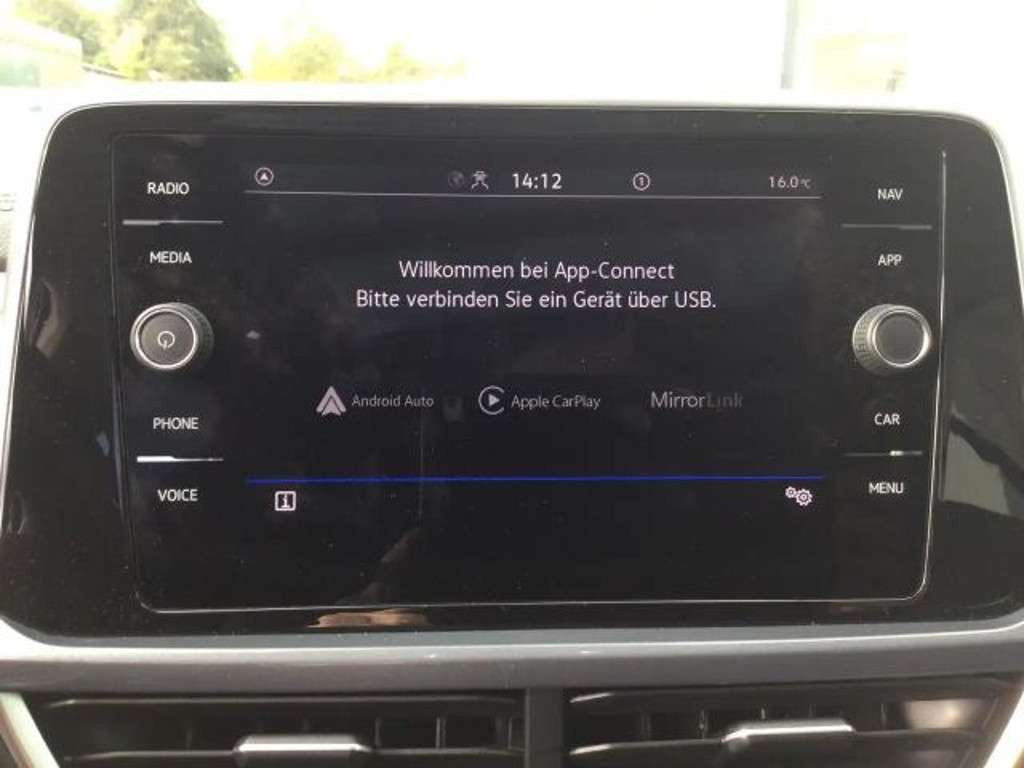 RADIO
MEDIA
PHONE
VOICE
14:12
1
16.0°C
Willkommen bei App-Connect
Bitte verbinden Sie ein Gerät über USB.
Android Auto
Apple CarPlay
MirrorLink
i
NAV
APP
CAR
MENU